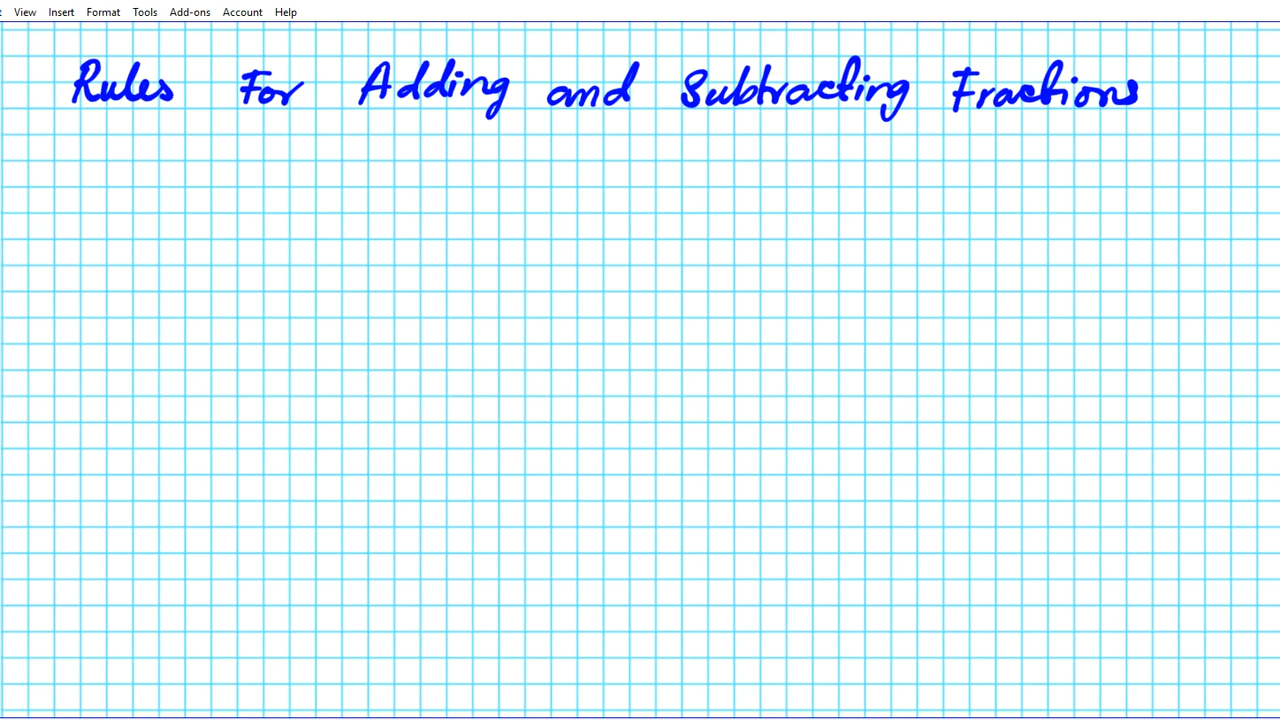 View Insert Format Tools Add-ons Account Help
Rules For Adding and Subtracting Fractions